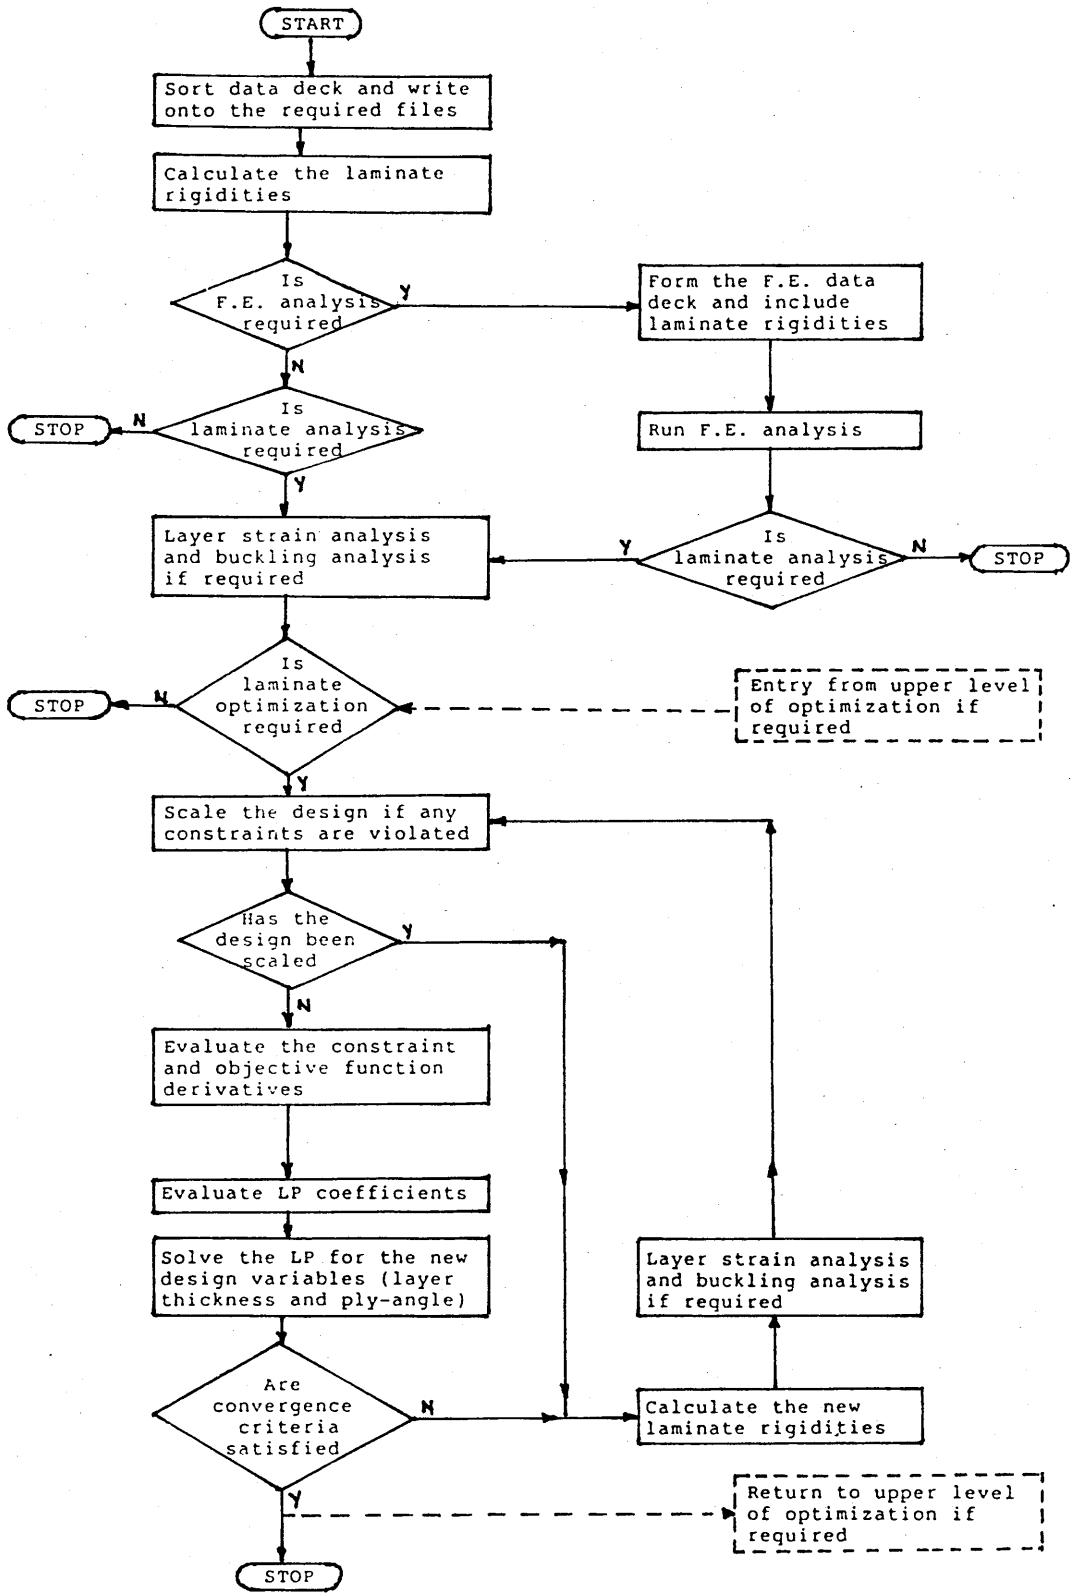 START
Sort data deck and write
onto the required files
Calculate the laminate
rigidities
Is
F.E. analysis
required
Y
Form the F.E. data
deck and include
laminate rigidities
N
Is
laminate analysis
required
N
STOP
Y
Run F.E. analysis
Layer strain analysis
and buckling analysis
if required
Y
Is
laminate analysis
required
N
STOP
Is
laminate
optimization
required
N
STOP
Entry from upper level
of optimization if
required
Y
Scale the design if any
constraints are violated
Has the
design been
scaled
Y
N
Evaluate the constraint
and objective function
derivatives
Evaluate LP coefficients
Solve the LP for the new
design variables (layer
thickness and ply-angle)
Layer strain analysis
and buckling analysis
if required
Are
convergence
criteria
satisfied
N
Calculate the new
laminate rigidities
Y
Return to upper level
of optimization if
required
STOP